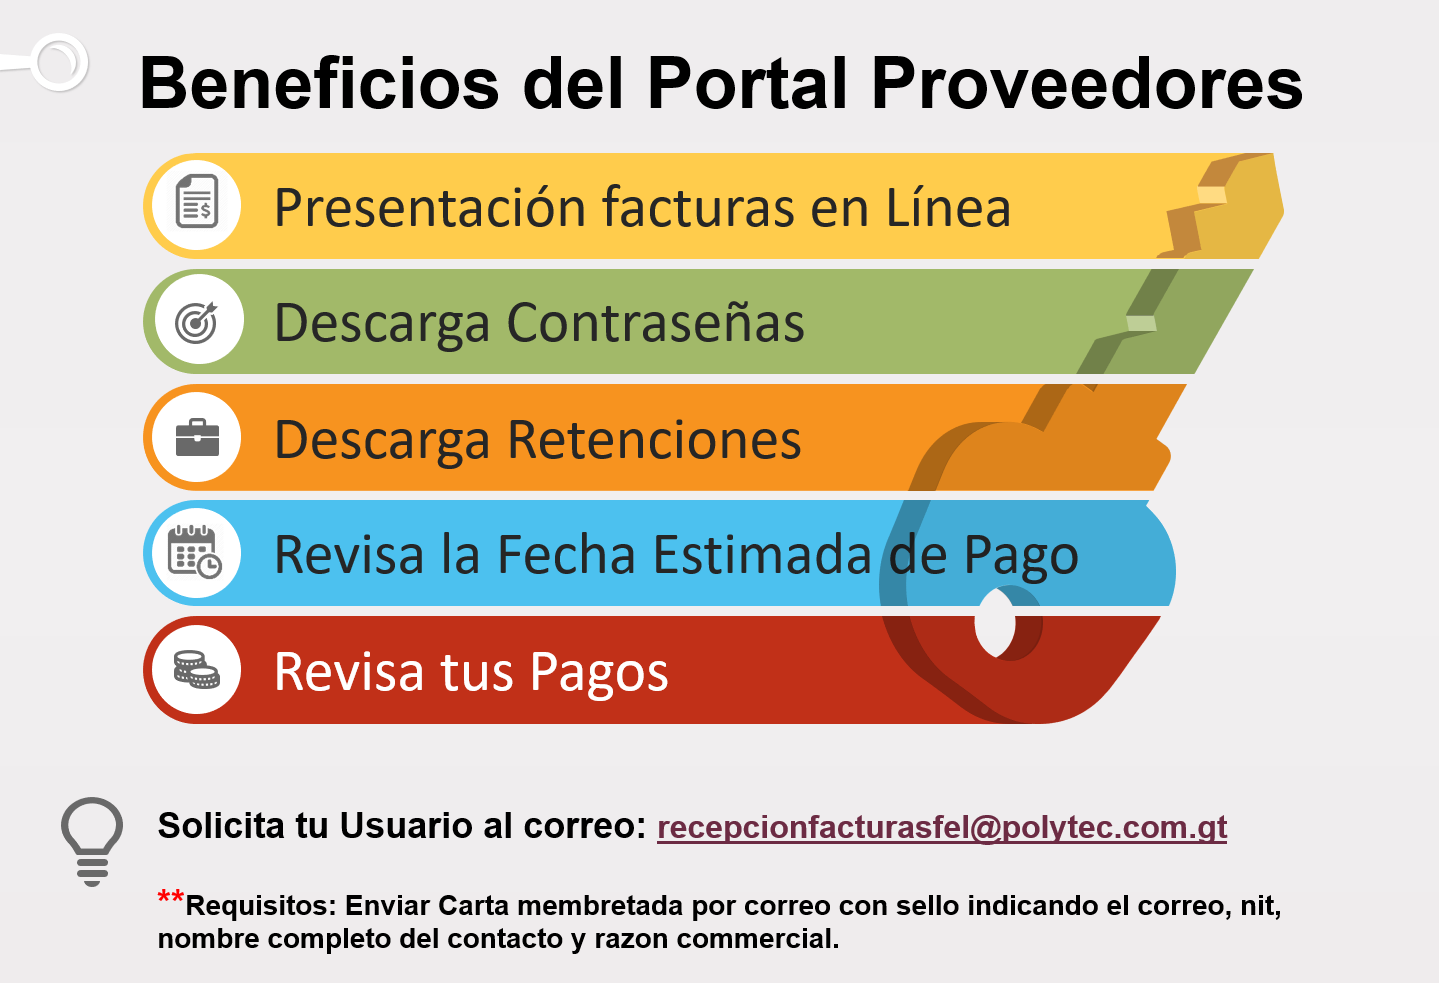 Beneficios del Portal Proveedores
Presentación facturas en Línea
Descarga Contraseñas
Descarga Retenciones
Revisa la Fecha Estimada de Pago
Revisa tus Pagos
Solicita tu Usuario al correo: recepcionfacturasfel@polytec.com.gt
**Requisitos: Enviar Carta membretada por correo con sello indicando el correo, nit,
nombre completo del contacto y razon commercial.